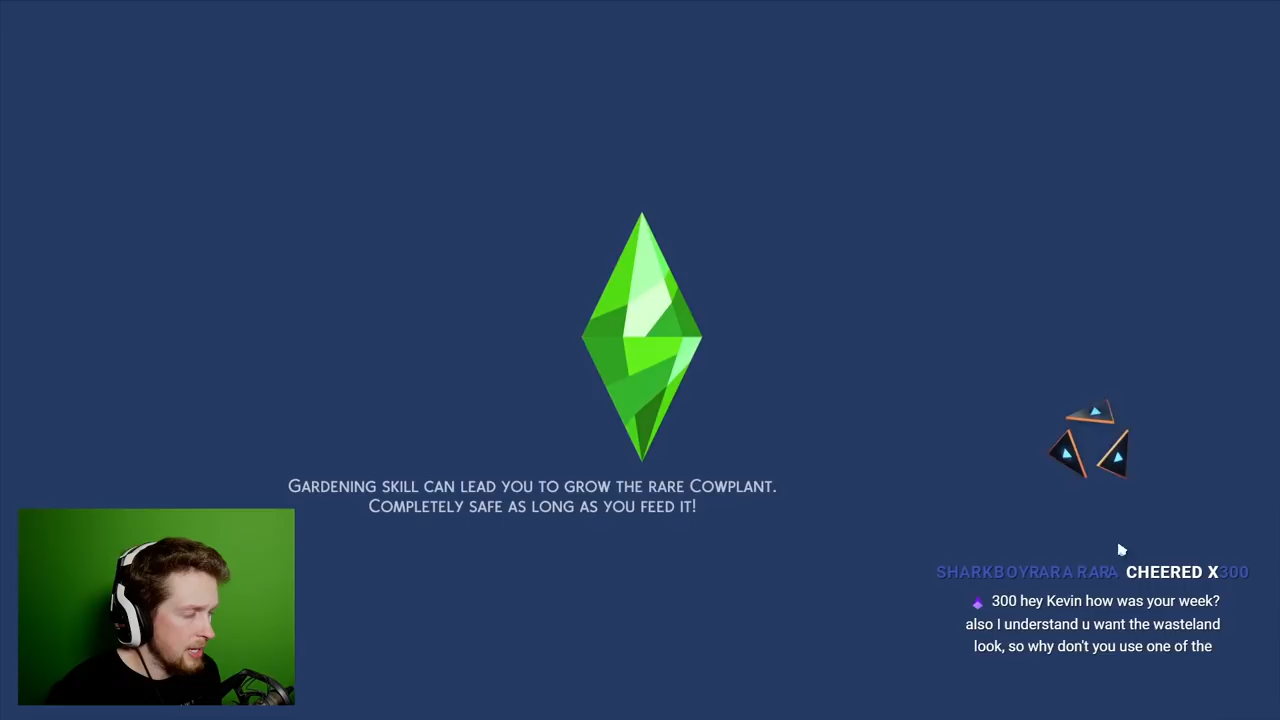 GARDENING SKILL CAN LEAD YOU TO GROW THE RARE COWPLANT.
COMPLETELY SAFE AS LONG AS YOU FEED IT!
SHARKBOYRARA RARA CHEERED X300
300 hey Kevin how was your week?
also I understand u want the wasteland
look, so why don't you use one of the